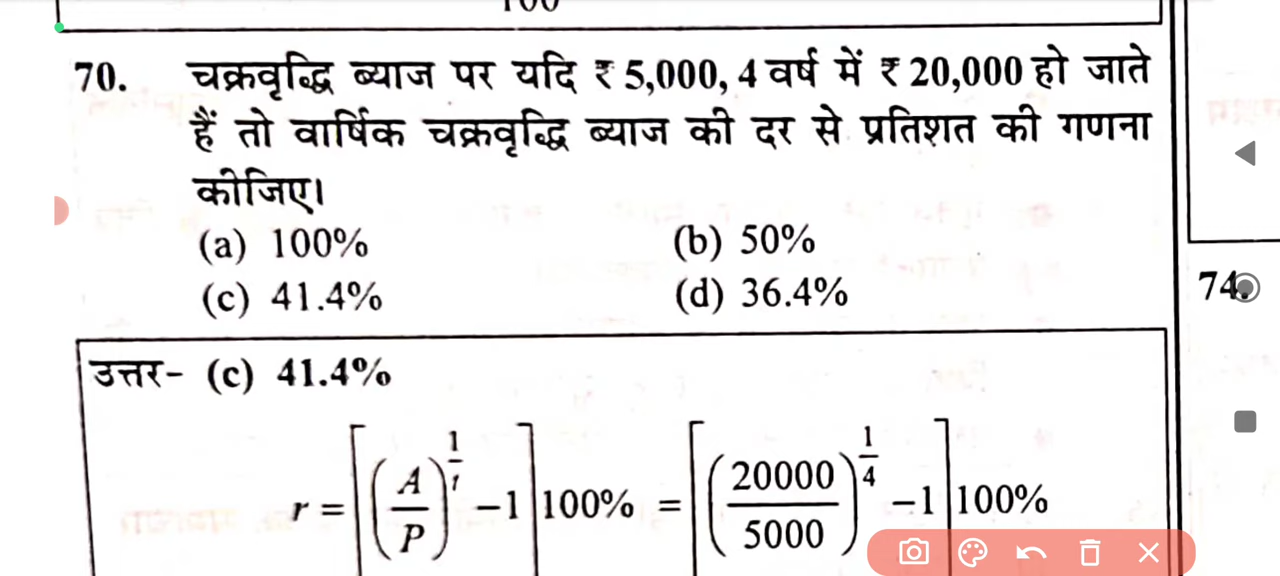 70. चक्रवृद्धि ब्याज पर यदि ₹ 5,000, 4 वर्ष में ₹ 20,000 हो जाते
हैं तो वार्षिक चक्रवृद्धि ब्याज की दर से प्रतिशत की गणना
कीजिए।
(a) 100% (b) 50%
(c) 41.4% (d) 36.4%
74.
उत्तर- (c) 41.4%
r = [(A/P)^(1/t) −1] 100% = [(20000/5000)^(1/4) −1] 100%